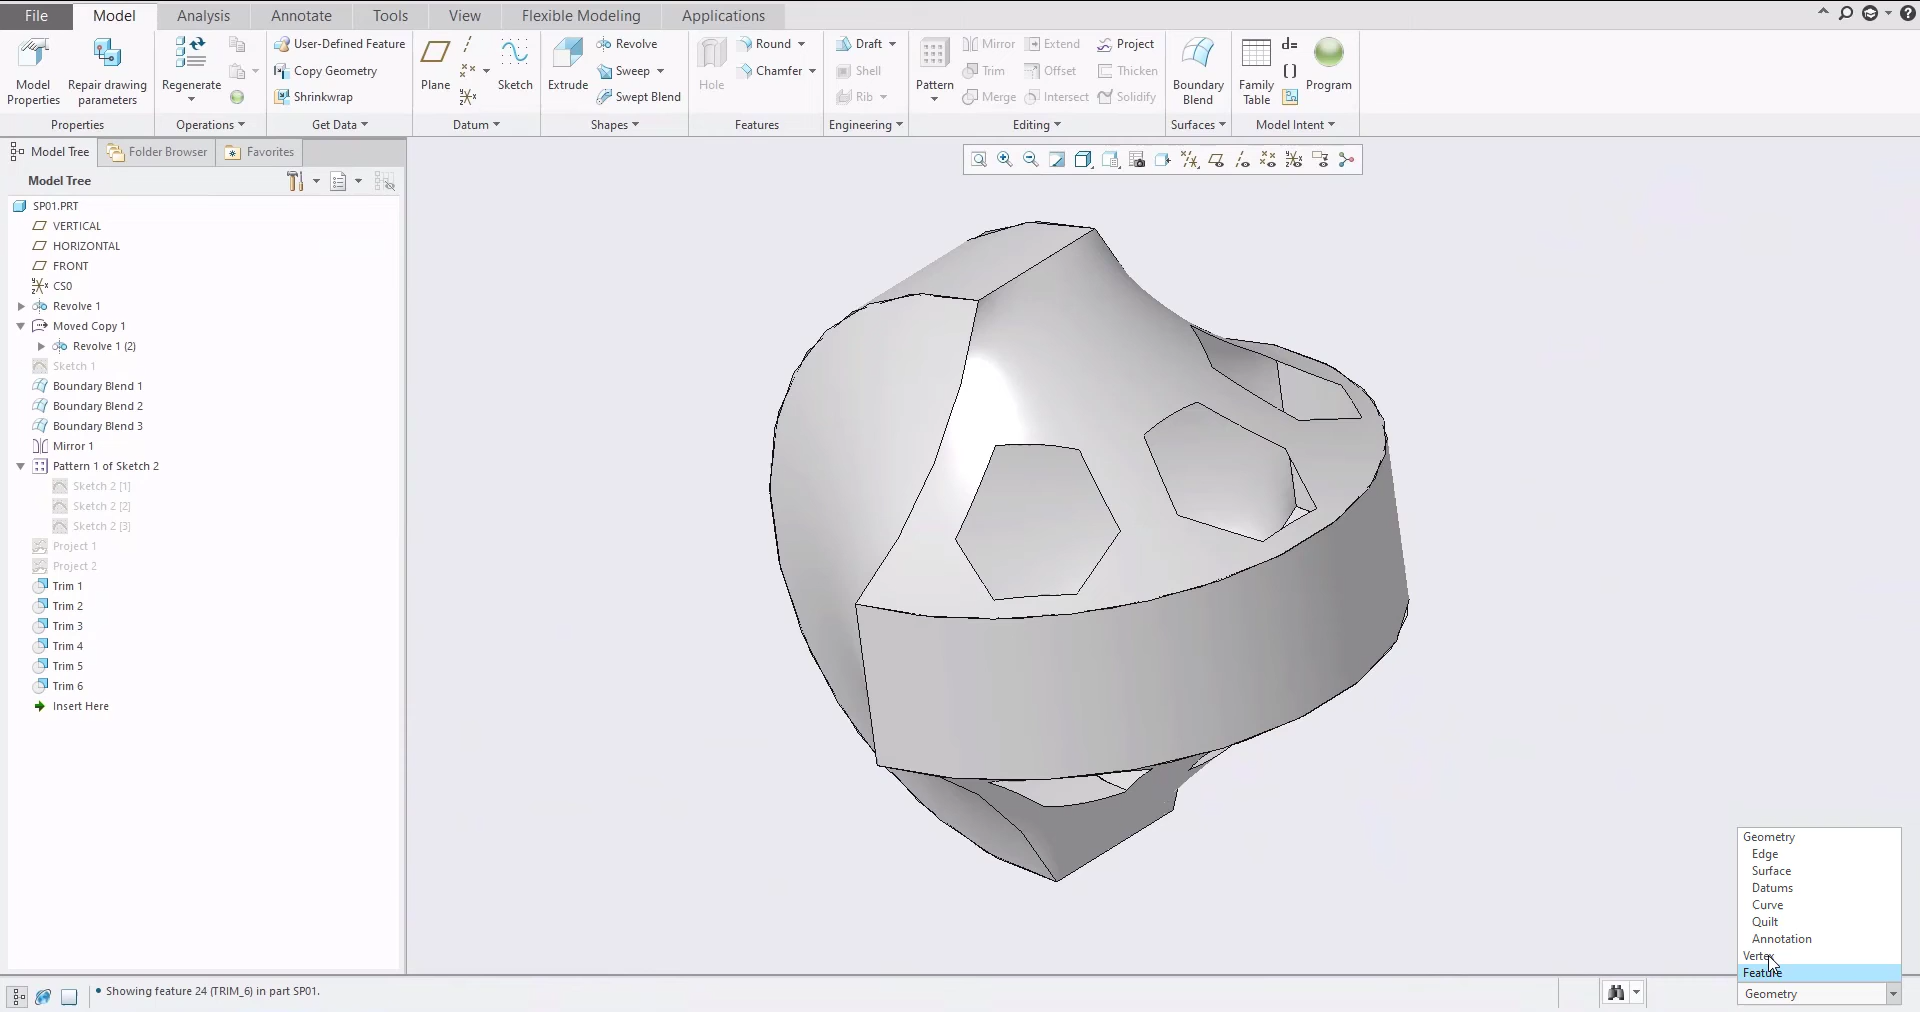 File Model Analysis Annotate Tools View Flexible Modeling Applications
Model Properties
Repair drawing parameters
Properties
Regenerate
Operations
User-Defined Feature
Copy Geometry
Shrinkwrap
Get Data
Plane
Sketch
Datum
Extrude
Revolve
Sweep
Swept Blend
Shapes
Hole
Round
Chamfer
Features
Draft
Shell
Rib
Engineering
Pattern
Mirror Extend Project
Trim Offset Thicken
Merge Intersect Solidify
Editing
Boundary Blend
Surfaces
Family Table
d=
[]
Program
Model Intent
Model Tree Folder Browser Favorites
Model Tree
SP01.PRT
VERTICAL
HORIZONTAL
FRONT
CS0
Revolve 1
Moved Copy 1
Revolve 1 (2)
Sketch 1
Boundary Blend 1
Boundary Blend 2
Boundary Blend 3
Mirror 1
Pattern 1 of Sketch 2
Sketch 2 [1]
Sketch 2 [2]
Sketch 2 [3]
Project 1
Project 2
Trim 1
Trim 2
Trim 3
Trim 4
Trim 5
Trim 6
Insert Here
Geometry
Edge
Surface
Datums
Curve
Quilt
Annotation
Vertex
Feature
Geometry
• Showing feature 24 (TRIM_6) in part SP01.